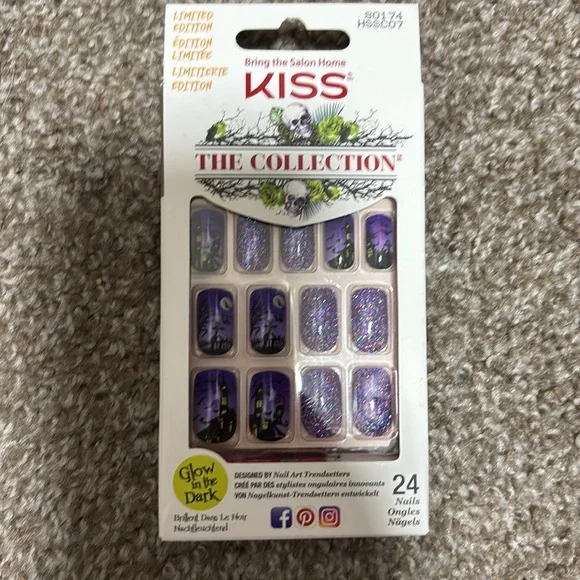 LIMITED
EDITION
ÉDITION
LIMITÉE
LIMITIERTE
EDITION
80174
HSSC07
Bring the Salon Home
KISS®
THE COLLECTION
Glow
in the
Dark
Brillent Dans Le Noir
Nachtleuchtend
DESIGNED BY Nail Art Trendsetters
CRÉÉ PAR DES stylistes ongulaires innovants
VON Nagelkunst-Trendsettern entwickelt
24
Nails
Ongles
Nägels